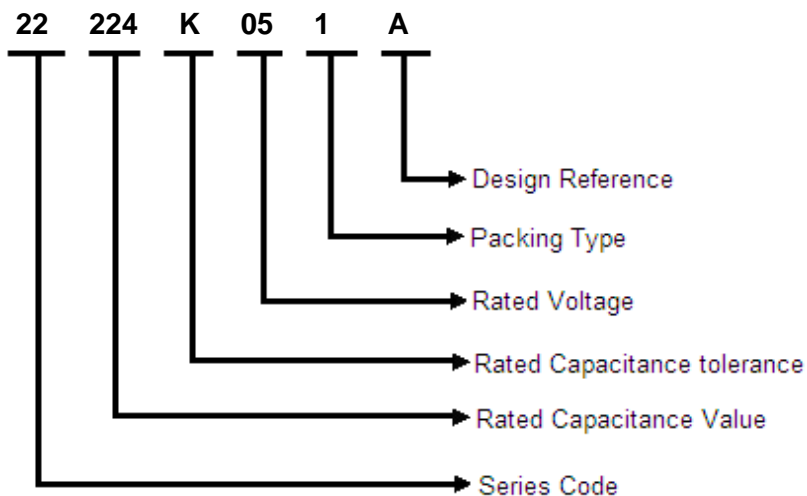 22 224 K 05 1 A
Design Reference
Packing Type
Rated Voltage
Rated Capacitance tolerance
Rated Capacitance Value
Series Code